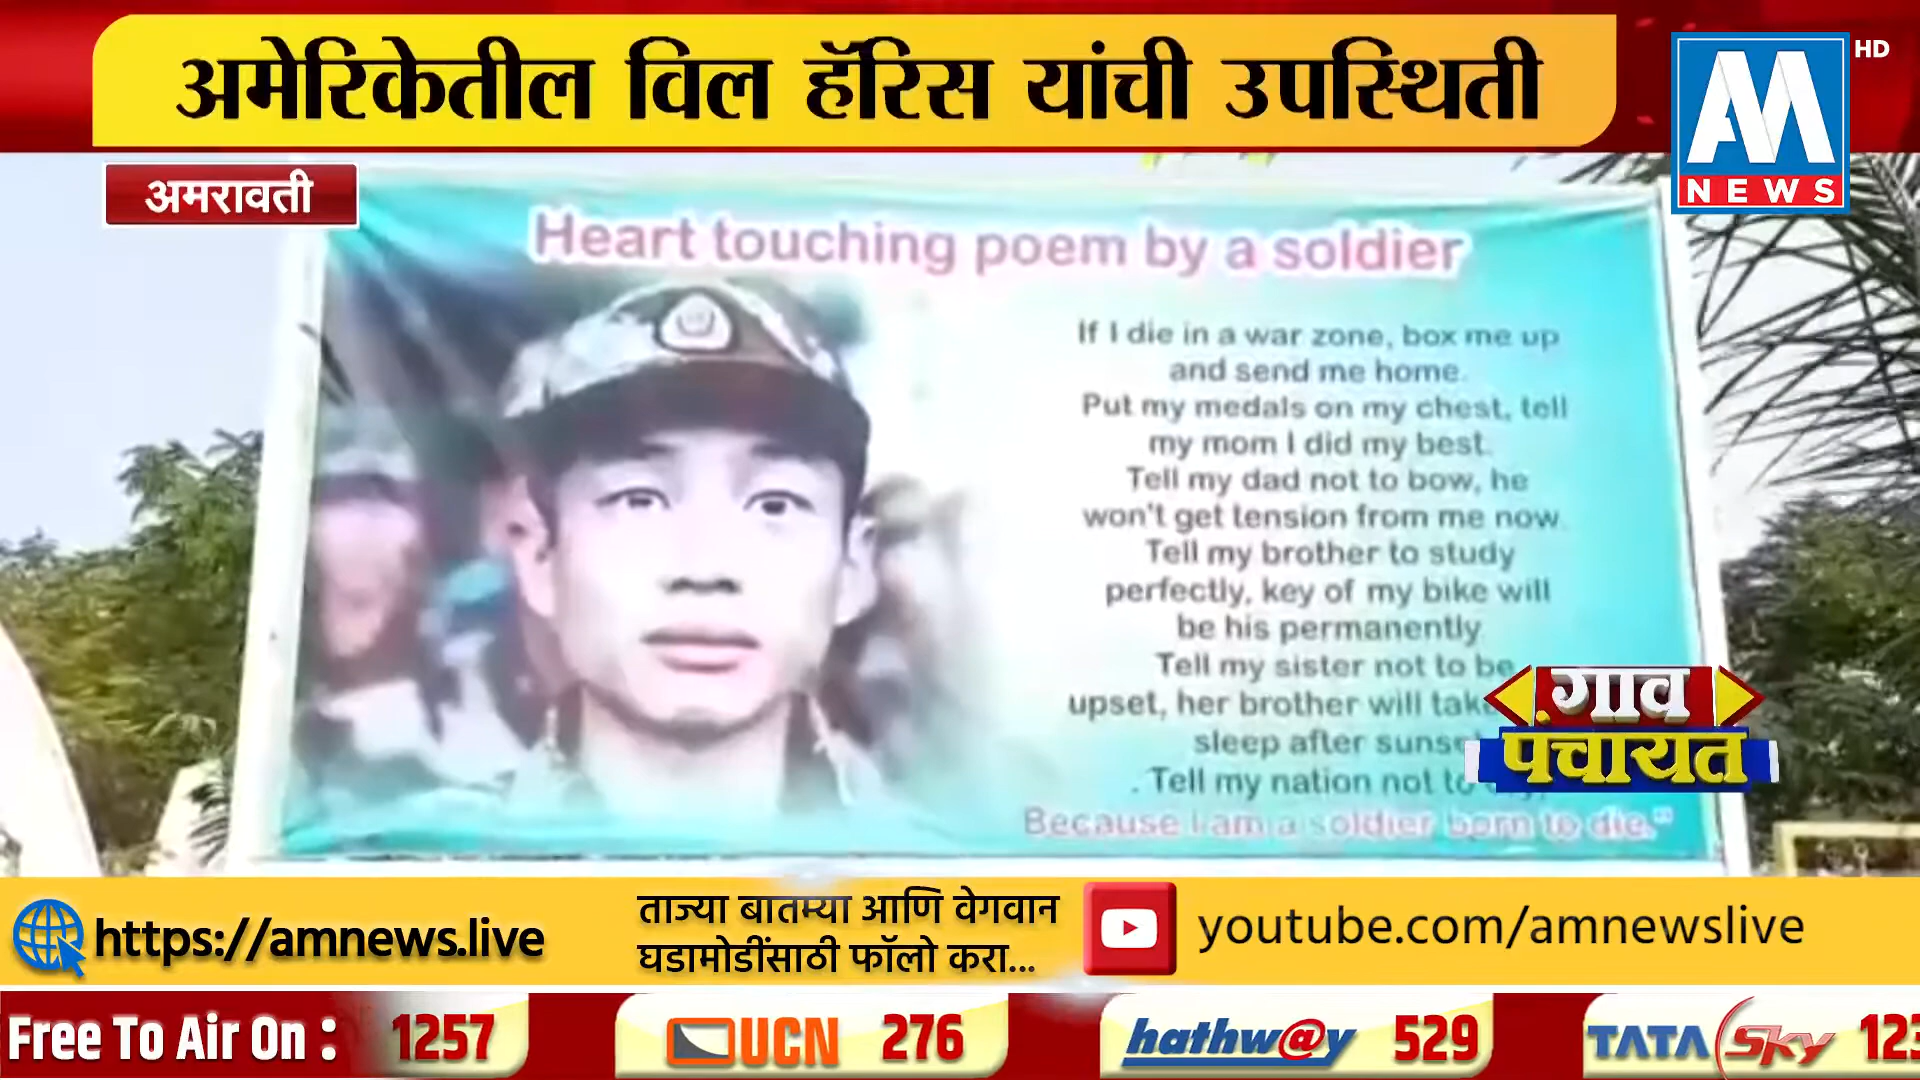 अमेरिकेतील विल हॅरिस यांची उपस्थिती
AM
NEWS
HD
अमरावती
Heart touching poem by a soldier
If I die in a war zone, box me up
and send me home.
Put my medals on my chest, tell
my mom I did my best.
Tell my dad not to bow, he
won't get tension from me now.
Tell my brother to study
perfectly, key of my bike will
be his permanently
Tell my sister not to be
upset, her brother will
sleep after
. Tell my nation not to
Because I am a soldier born to die."
गाव
पंचायत
https://amnews.live
ताज्या बातम्या आणि वेगवान
घडामोडींसाठी फॉलो करा...
youtube.com/amnewslive
Free To Air On : 1257 UCN 276 hathw@y 529 TATA Sky 123